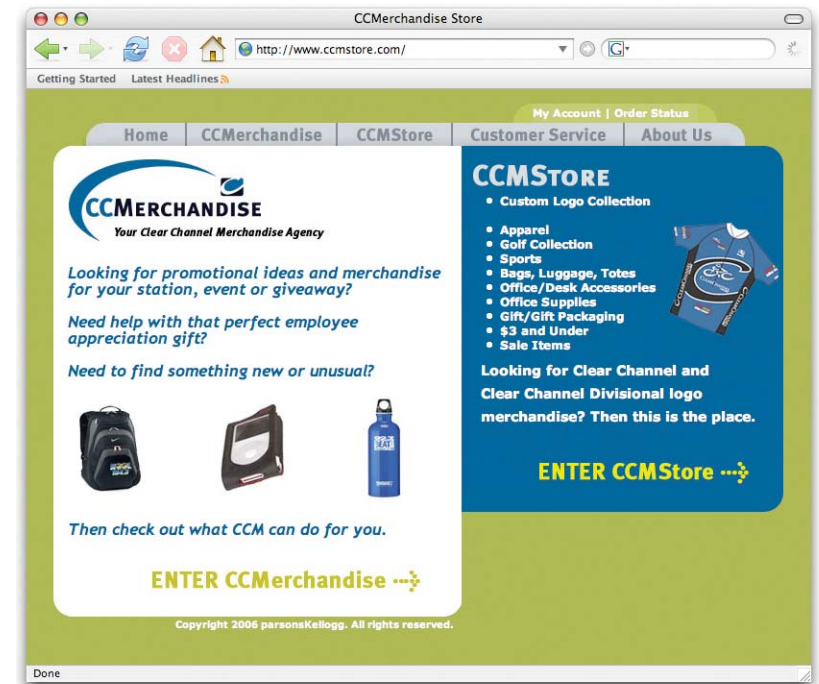 CCMerchandise Store
http://www.ccmstore.com/
G
Getting Started Latest Headlines
My Account | Order Status
Home CCMerchandise CCMStore Customer Service About Us
CCMERCHANDISE
Your Clear Channel Merchandise Agency
Looking for promotional ideas and merchandise
for your station, event or giveaway?
Need help with that perfect employee
appreciation gift?
Need to find something new or unusual?
Then check out what CCM can do for you.
ENTER CCMerchandise
CCMSTORE
• Custom Logo Collection
• Apparel
• Golf Collection
• Sports
• Bags, Luggage, Totes
• Office/Desk Accessories
• Office Supplies
• Gift/Gift Packaging
• $3 and Under
• Sale Items
Looking for Clear Channel and
Clear Channel Divisional logo
merchandise? Then this is the place.
ENTER CCMStore
Copyright 2006 parsonsKellogg. All rights reserved.
Done